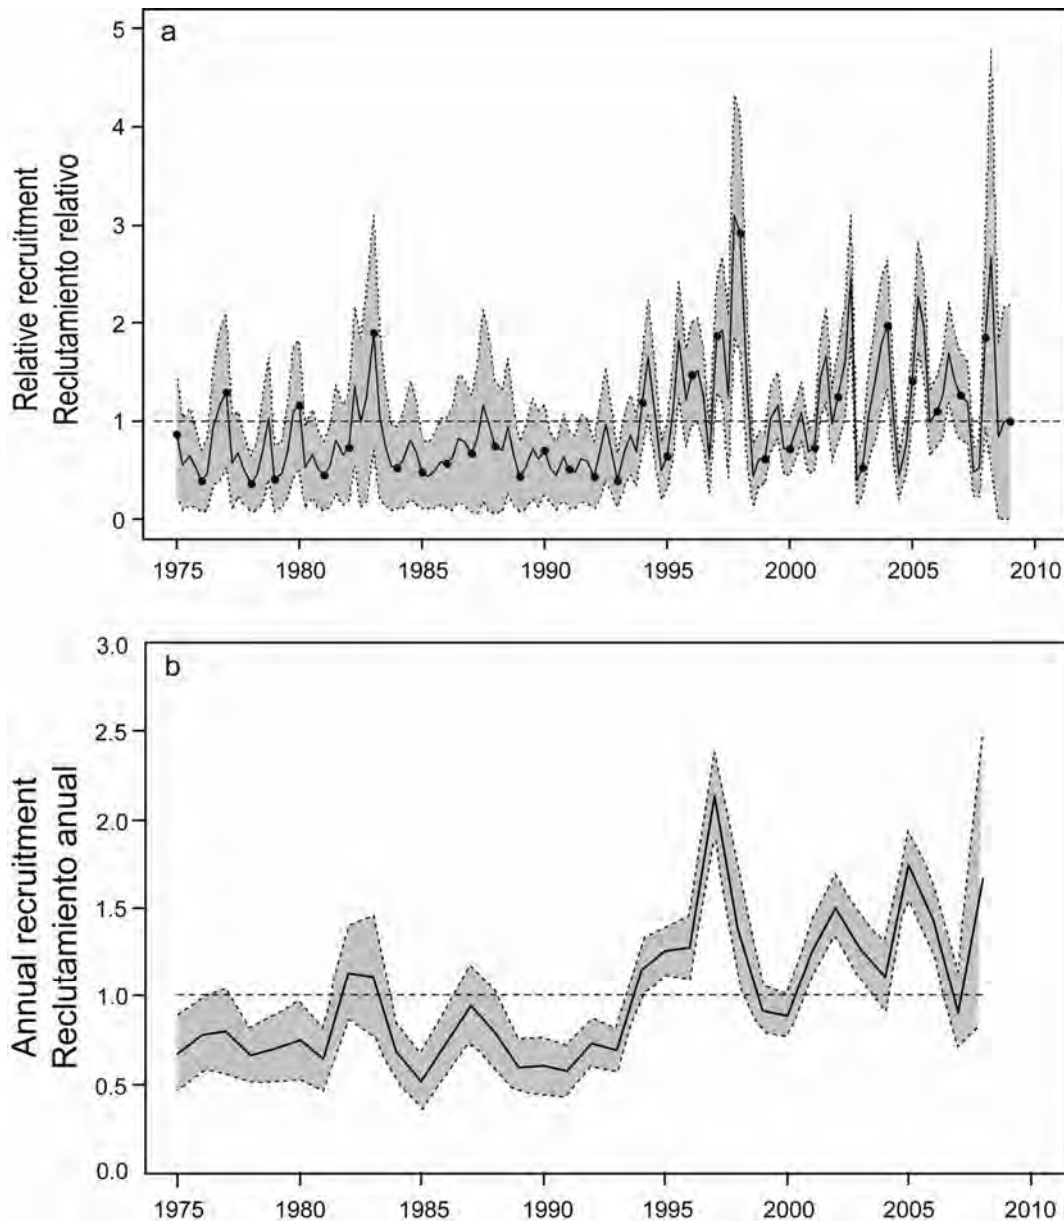 a
Relative recruitment
Reclutamiento relativo
5
4
3
2
1
0
1975 1980 1985 1990 1995 2000 2005 2010
b
Annual recruitment
Reclutamiento anual
3.0
2.5
2.0
1.5
1.0
0.5
0.0
1975 1980 1985 1990 1995 2000 2005 2010